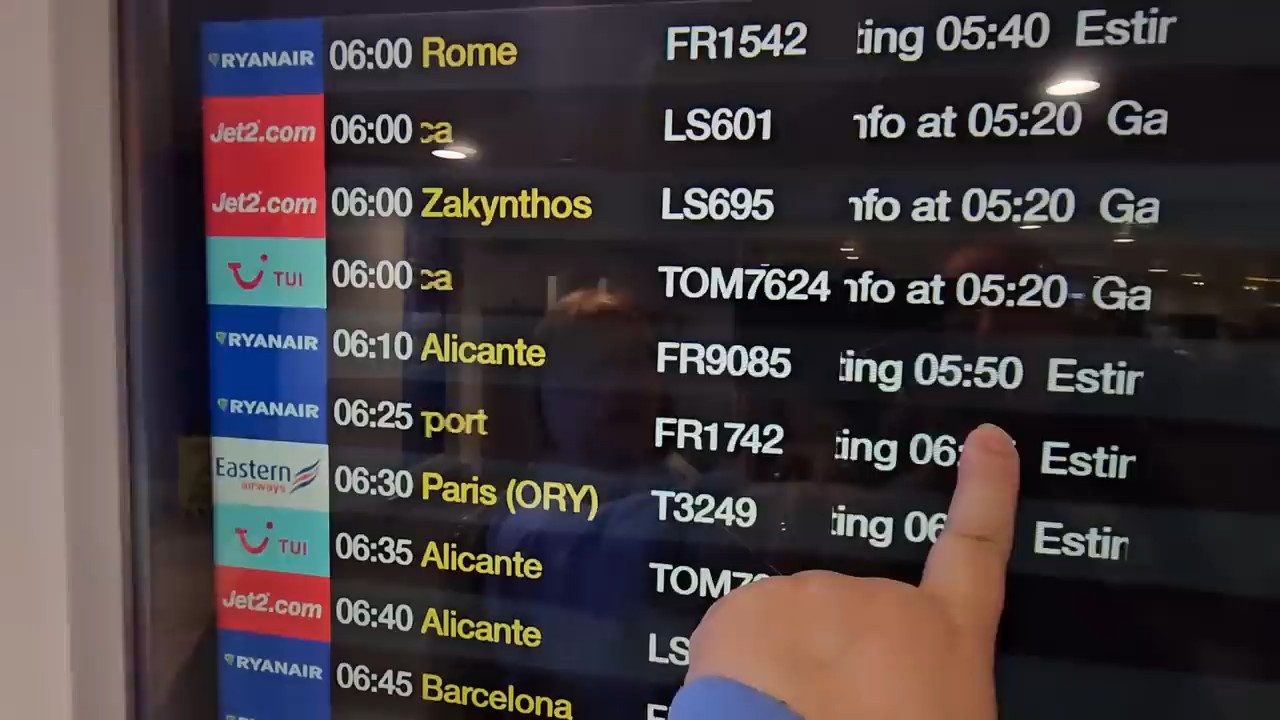 RYANAIR 06:00 Rome FR1542 ting 05:40 Estir
Jet2.com 06:00 ca LS601 nfo at 05:20 Ga
Jet2.com 06:00 Zakynthos LS695 nfo at 05:20 Ga
TUI 06:00 ca TOM7624 nfo at 05:20 Ga
RYANAIR 06:10 Alicante FR9085 ting 05:50 Estir
RYANAIR 06:25 port FR1742 ting 06: Estir
Eastern airways 06:30 Paris (ORY) T3249 ting 06 Estir
TUI 06:35 Alicante TOM7
Jet2.com 06:40 Alicante LS
RYANAIR 06:45 Barcelona